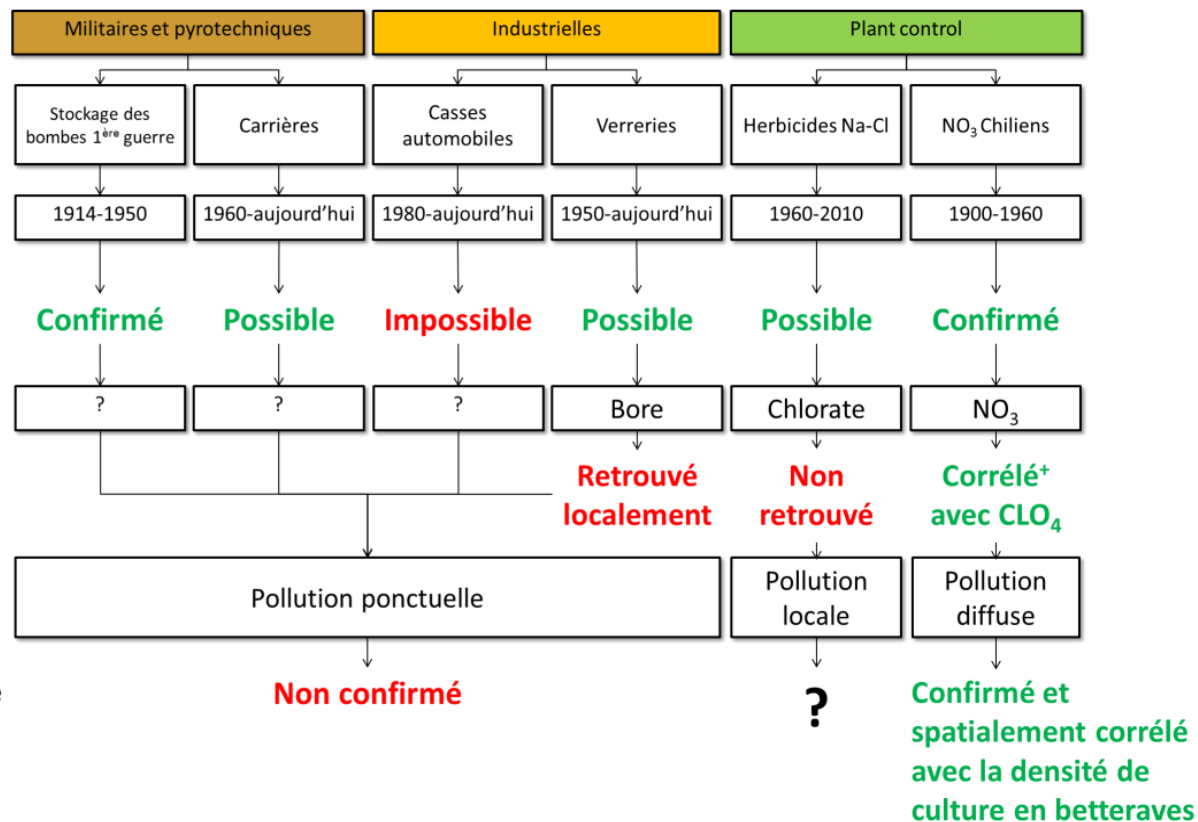 Militaires et pyrotechniques
Industrielles
Plant control
Stockage des
bombes 1ère guerre
Carrières
Casses
automobiles
Verreries
Herbicides Na-Cl
NO3 Chiliens
1914-1950
1960-aujourd'hui
1980-aujourd'hui
1950-aujourd'hui
1960-2010
1900-1960
Confirmé
Possible
Impossible
Possible
Possible
Confirmé
?
?
?
Bore
Chlorate
NO3
Retrouvé
localement
Non
retrouvé
Corrélé+
avec CLO4
Pollution ponctuelle
Pollution
locale
Pollution
diffuse
Non confirmé
?
Confirmé et
spatialement corrélé
avec la densité de
culture en betteraves